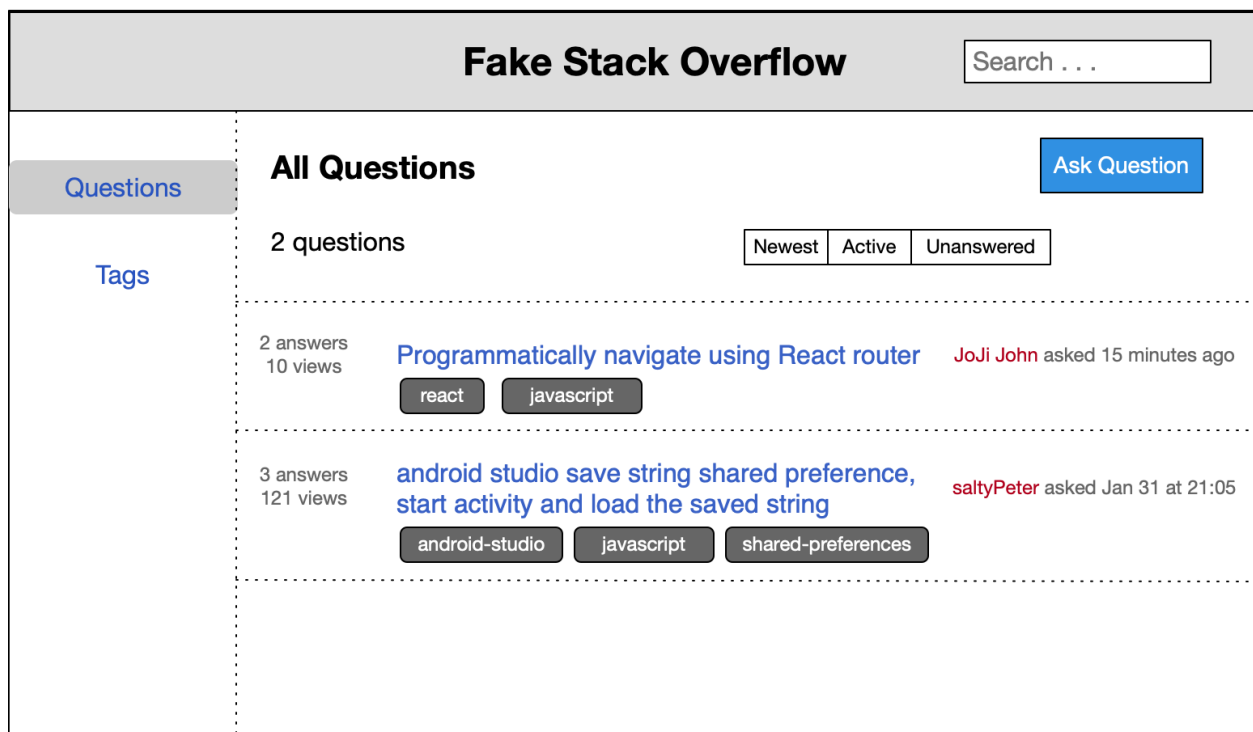 Fake Stack Overflow
Search . . .
Questions
Tags
All Questions
Ask Question
2 questions
Newest
Active
Unanswered
2 answers
10 views
Programmatically navigate using React router
react
javascript
JoJi John asked 15 minutes ago
3 answers
121 views
android studio save string shared preference,
start activity and load the saved string
android-studio
javascript
shared-preferences
saltyPeter asked Jan 31 at 21:05